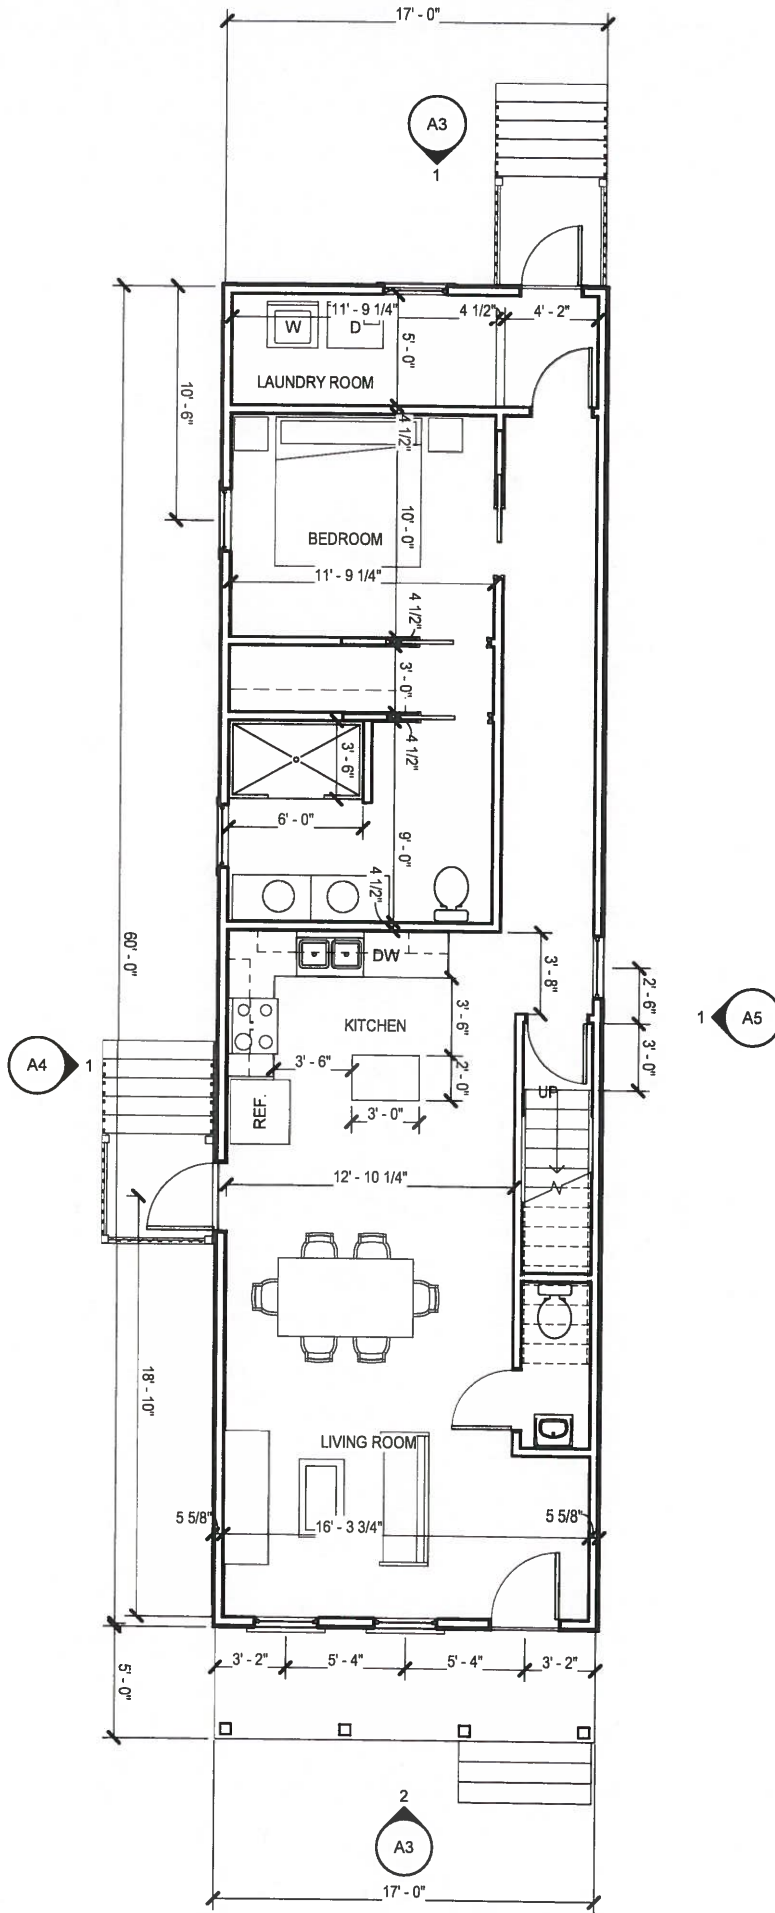 17' - 0"
A3
1
11' - 9 1/4"
4 1/2"
4' - 2"
W
D
5' - 0"
LAUNDRY ROOM
10' - 6"
4 1/2"
10' - 0"
BEDROOM
11' - 9 1/4"
4 1/2"
3' - 0"
4 1/2"
3' - 6"
6' - 0"
9' - 0"
4 1/2"
60' - 0"
DW
3' - 8"
2' - 6"
3' - 6"
KITCHEN
1
A5
A4
1
3' - 6"
2' - 0"
3' - 0"
UP
REF.
3' - 0"
12' - 10 1/4"
18' - 10"
LIVING ROOM
5 5/8"
16' - 3 3/4"
5 5/8"
3' - 2"
5' - 4"
5' - 4"
3' - 2"
5' - 0"
2
A3
17' - 0"